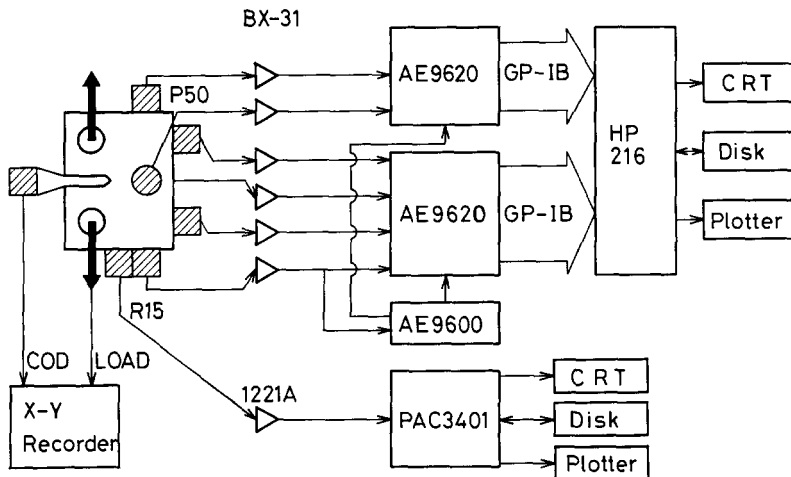 BX-31
P50
AE9620
GP-IB
HP
216
CRT
Disk
Plotter
AE9620
GP-IB
AE9600
R15
COD
LOAD
X-Y
Recorder
1221A
PAC3401
CRT
Disk
Plotter